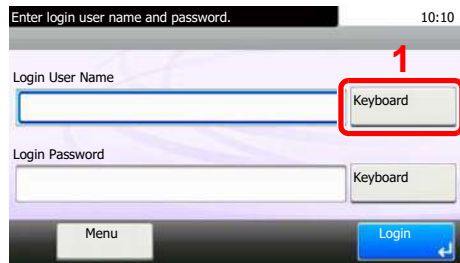 Enter login user name and password. 10:10
1
Login User Name
Keyboard
Login Password
Keyboard
Menu Login